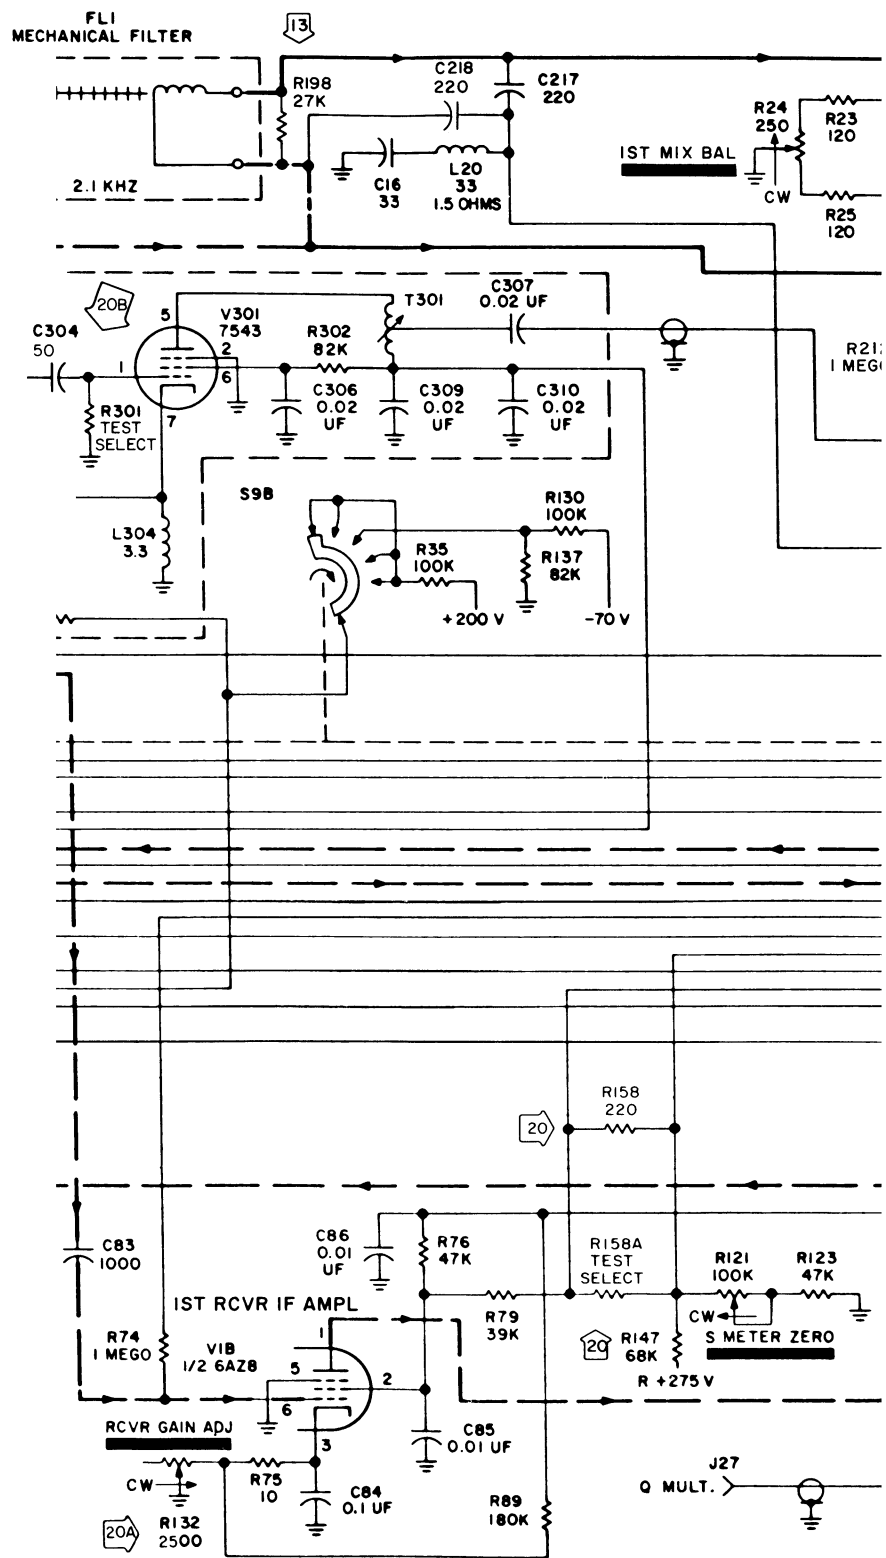 FL1
MECHANICAL FILTER
13
R198
27K
C218
220
C217
220
R24
250
R23
120
1ST MIX BAL
C16
33
L20
33
1.5 OHMS
2.1 KHZ
CW
R25
120
20B
5
V301
7543
T301
C307
0.02 UF
C304
50
1
2
6
R302
82K
R301
TEST
SELECT
7
C306
0.02
UF
C309
0.02
UF
C310
0.02
UF
R21
1 MEG
S9B
L304
3.3
R35
100K
R130
100K
R137
82K
+200 V
-70 V
R158
220
20
C83
1000
C86
0.01
UF
R76
47K
R158A
TEST
SELECT
R121
100K
R123
47K
1ST RCVR IF AMPL
R79
39K
CW
S METER ZERO
R74
1 MEGO
V1B
1/2 6AZ8
1
5
2
6
3
20
R147
68K
R +275 V
RCVR GAIN ADJ
C85
0.01 UF
CW
R75
10
C84
0.1 UF
J27
Q MULT.
R89
180K
20A
R132
2500